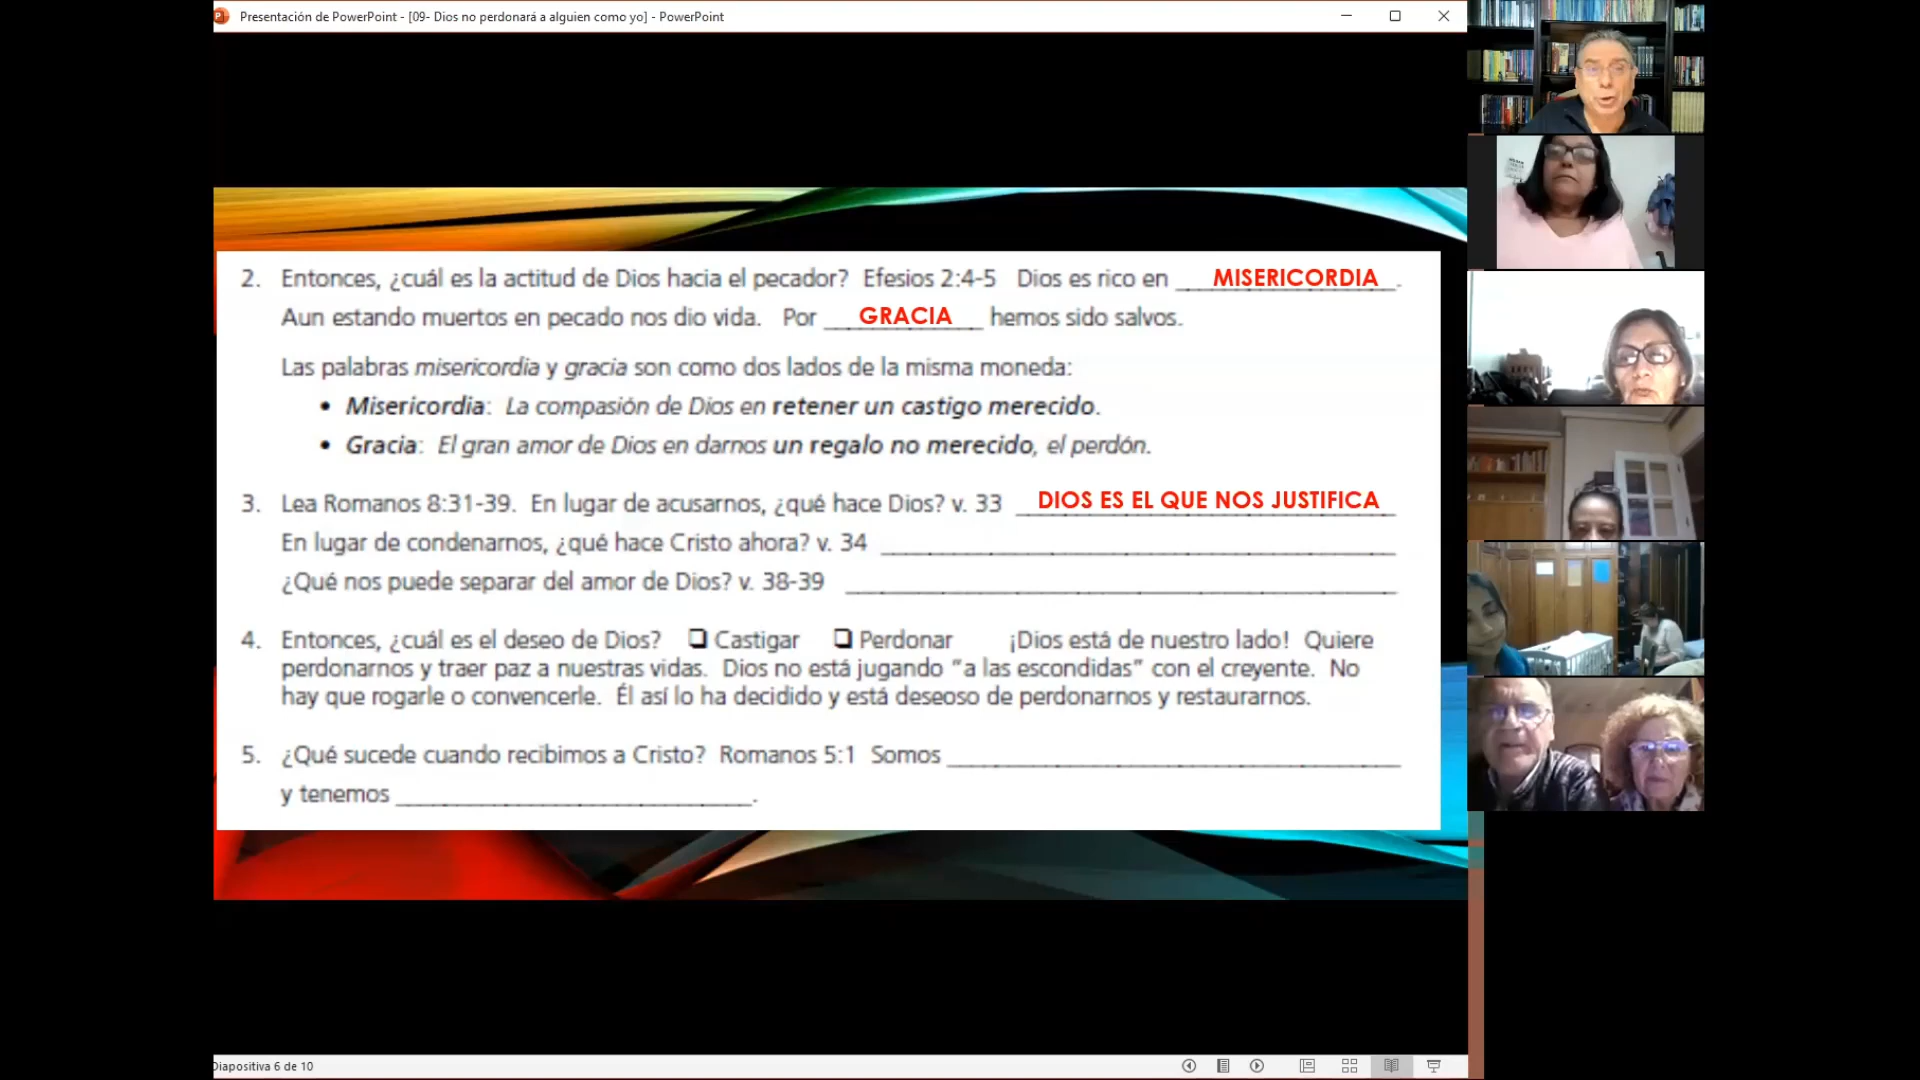 Presentación de PowerPoint - [09- Dios no perdonará a alguien como yo] - PowerPoint
2. Entonces, ¿cuál es la actitud de Dios hacia el pecador? Efesios 2:4-5 Dios es rico en MISERICORDIA.
Aun estando muertos en pecado nos dio vida. Por GRACIA hemos sido salvos.
Las palabras misericordia y gracia son como dos lados de la misma moneda:
• Misericordia: La compasión de Dios en retener un castigo merecido.
• Gracia: El gran amor de Dios en darnos un regalo no merecido, el perdón.
3. Lea Romanos 8:31-39. En lugar de acusarnos, ¿qué hace Dios? v. 33 DIOS ES EL QUE NOS JUSTIFICA
En lugar de condenarnos, ¿qué hace Cristo ahora? v. 34 ____________
¿Qué nos puede separar del amor de Dios? v. 38-39 ____________
4. Entonces, ¿cuál es el deseo de Dios? ❏ Castigar ❏ Perdonar ¡Dios está de nuestro lado! Quiere
perdonarnos y traer paz a nuestras vidas. Dios no está jugando “a las escondidas” con el creyente. No
hay que rogarle o convencerle. Él así lo ha decidido y está deseoso de perdonarnos y restaurarnos.
5. ¿Qué sucede cuando recibimos a Cristo? Romanos 5:1 Somos ____________
y tenemos ____________.
Diapositiva 6 de 10